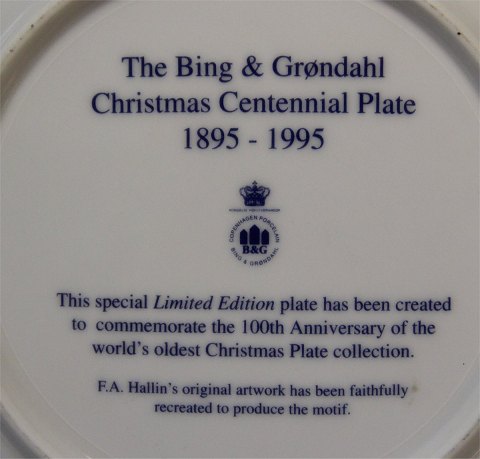 The Bing & Grøndahl
Christmas Centennial Plate
1895 - 1995
COPENHAGEN PORCELAIN
B&G
BING & GRØNDAHL
This special Limited Edition plate has been created
to commemorate the 100th Anniversary of the
world's oldest Christmas Plate collection.
F.A. Hallin's original artwork has been faithfully
recreated to produce the motif.